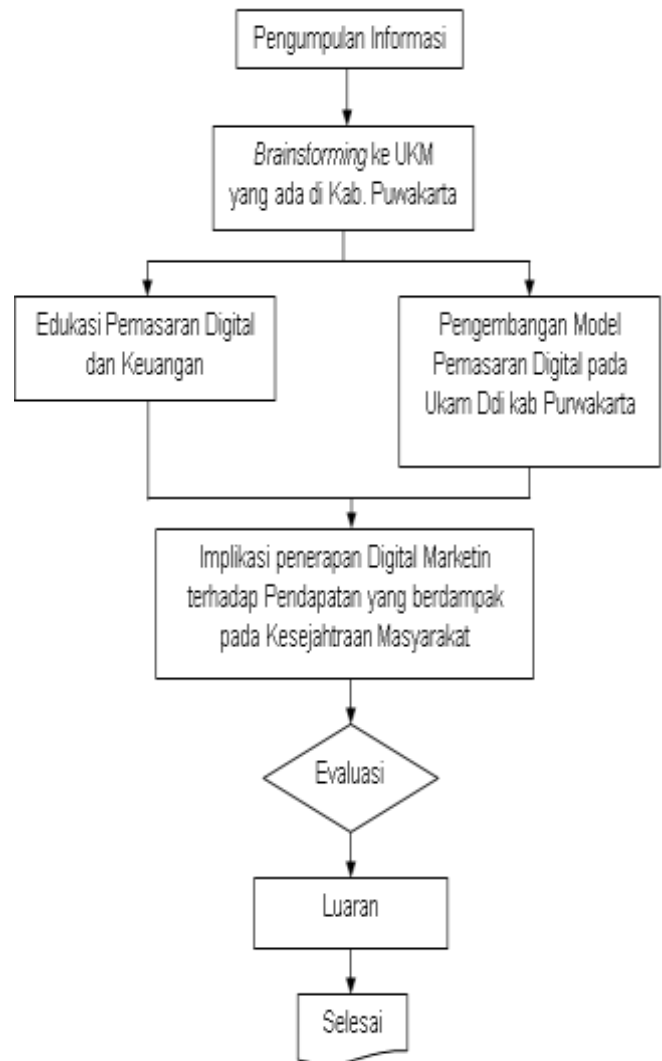 Pengumpulan Informasi
Brainstorming ke UKM
yang ada di Kab. Puwakarta
Edukasi Pemasaran Digital
dan Keuangan
Pengembangan Model
Pemasaran Digital pada
Ukam Ddi kab Purwakarta
Implikasi penerapan Digital Marketin
terhadap Pendapatan yang berdampak
pada Kesejahtraan Masyarakat
Evaluasi
Luaran
Selesai